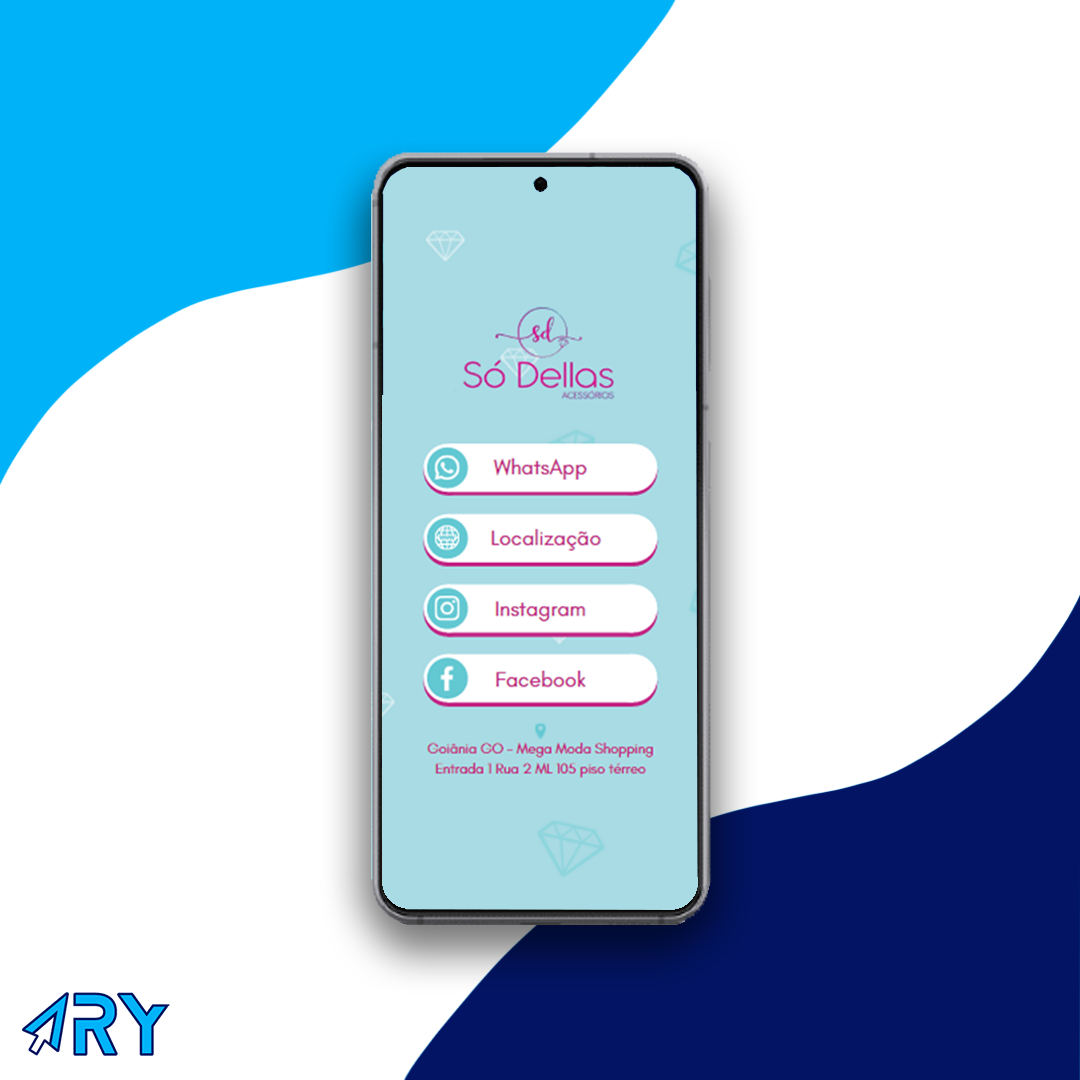 sd
Só Dellas
ACESSÓRIOS
WhatsApp
Localização
Instagram
Facebook
Goiânia GO - Mega Moda Shopping
Entrada 1 Rua 2 ML 105 piso térreo
ARY